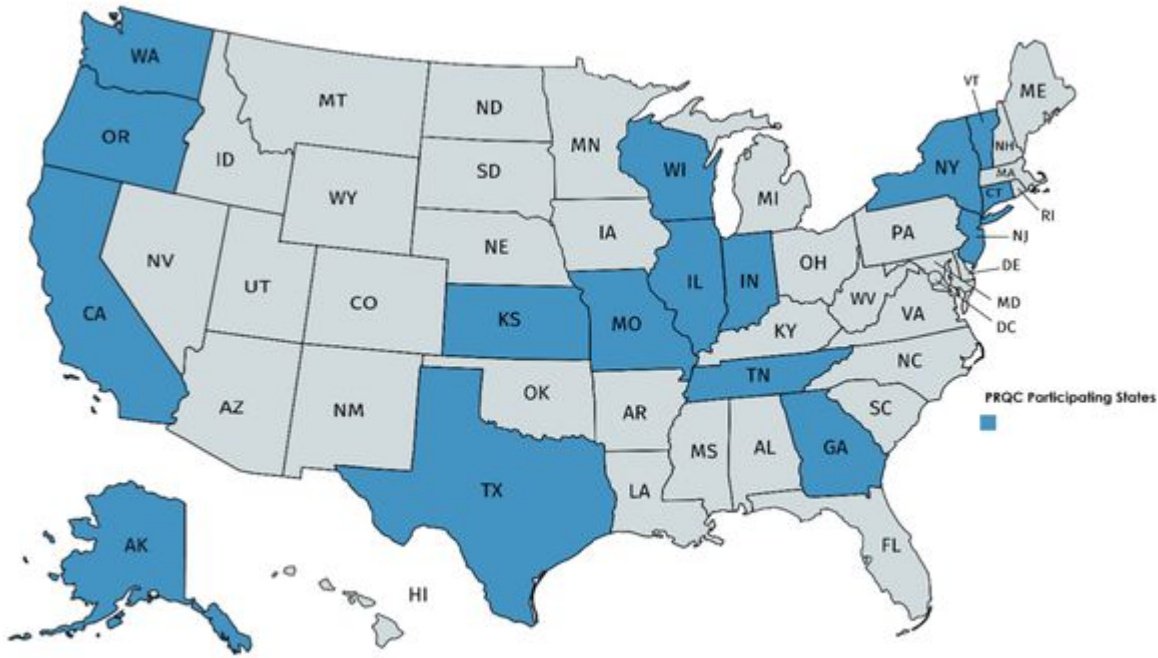 WA
OR
CA
ID
NV
MT
WY
UT
CO
AZ
NM
ND
SD
NE
KS
OK
TX
MN
IA
MO
AR
LA
WI
IL
IN
MI
OH
KY
TN
MS
AL
GA
FL
SC
NC
VA
WV
PA
NY
VT
NH
ME
MA
CT
RI
NJ
DE
MD
DC
AK
HI
PRQC Participating States